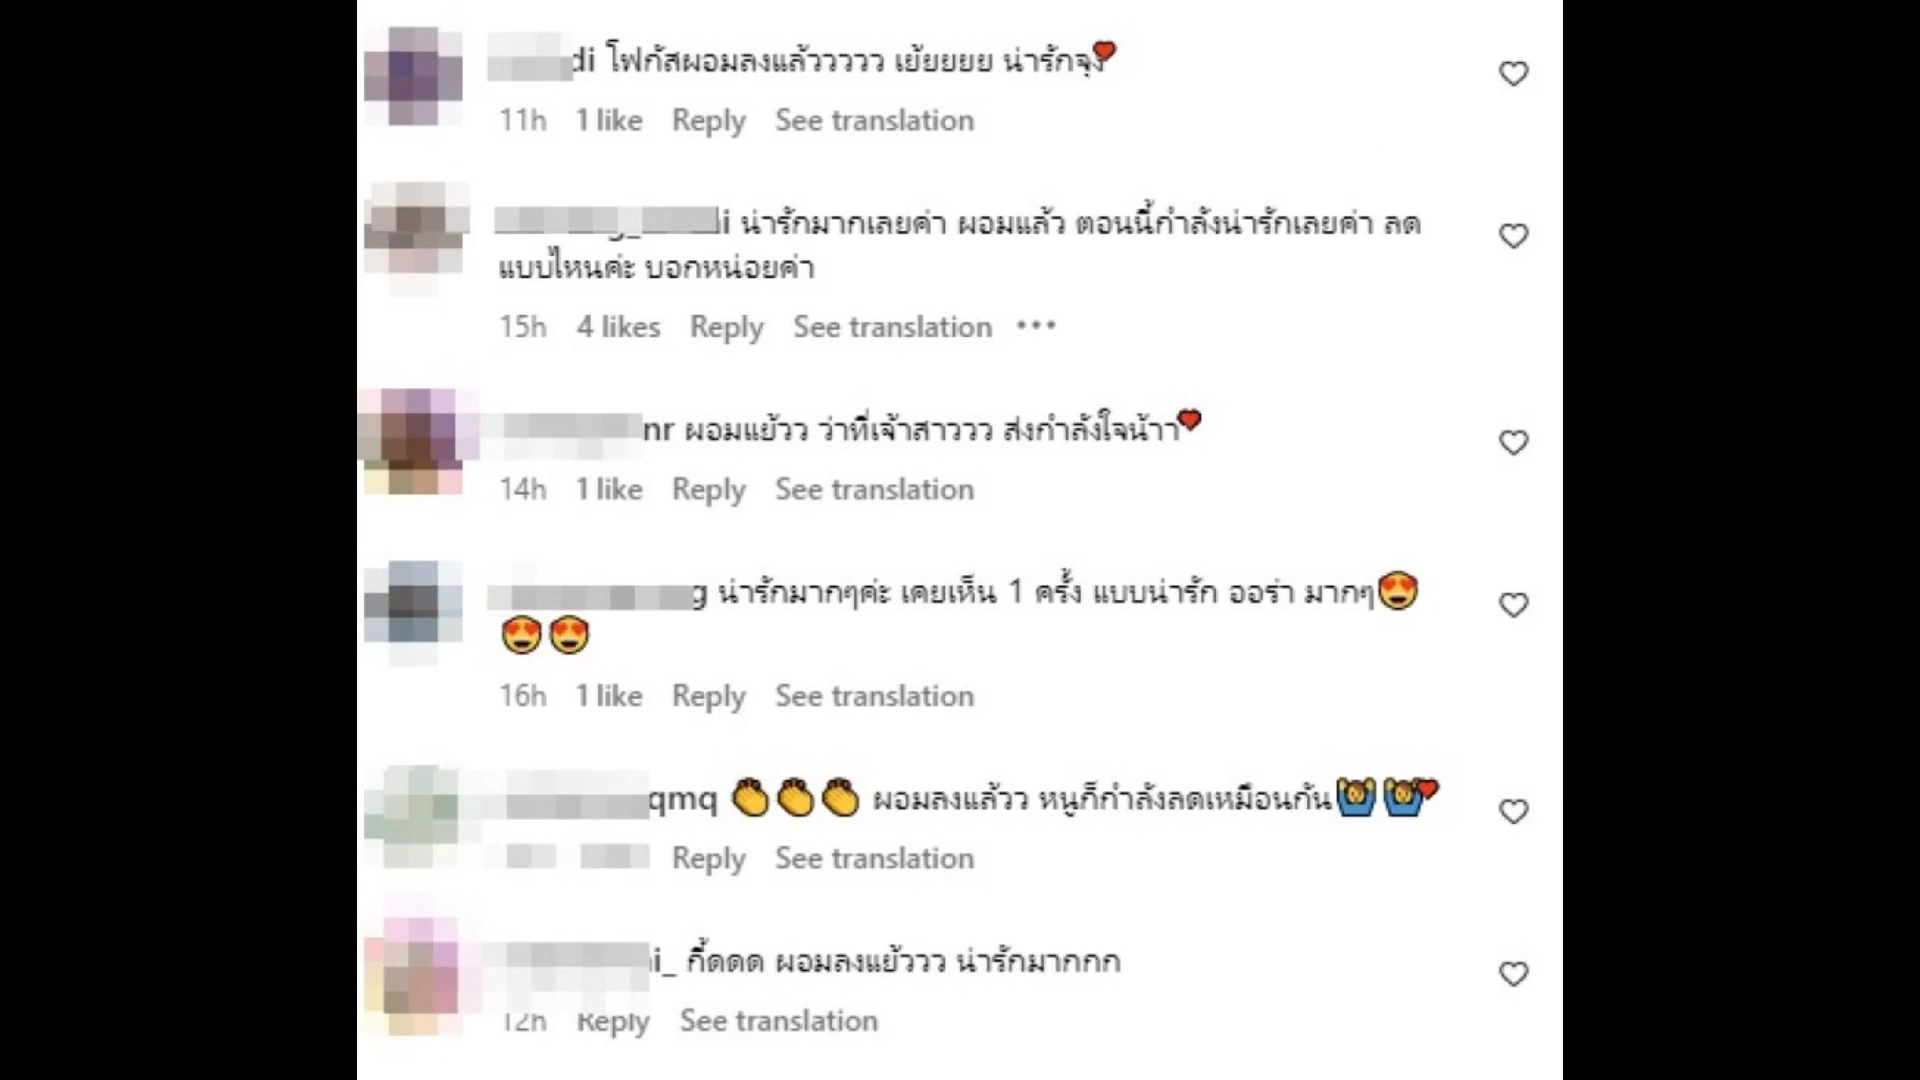 di โฟกัสผอมลงแล้วววววว เย้ยยยยย น่ารักจุง❤
11h 1 like Reply See translation
น่ารักมากเลยค่า ผอมแล้ว ตอนนี้กำลังน่ารักเลยค่า ลด
แบบไหนค่ะ บอกหน่อยค่า
15h 4 likes Reply See translation •••
nr ผอมแย้วว ว่าที่เจ้าสาววว ส่งกำลังใจน้าา❤
14h 1 like Reply See translation
g น่ารักมากๆค่ะ เคยเห็น 1 ครั้ง แบบน่ารัก ออร่า มากๆ😍
😍😍
16h 1 like Reply See translation
qmq 👏👏👏 ผอมลงแล้วว หนูก็กำลังลดเหมือนกัน🙆‍♂️🙆‍♂️❤
Reply See translation
i_ กี้ดดด ผอมลงแย้ววว น่ารักมากกก
12h Reply See translation